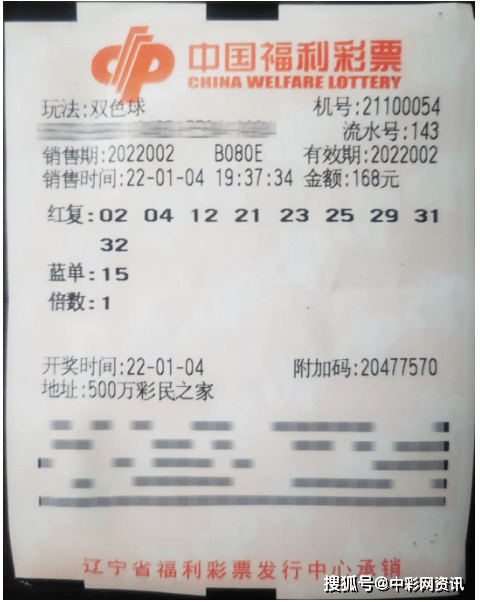 中国福利彩票
CHINA WELFARE LOTTERY
玩法:双色球 机号:21100054
流水号:143
销售期:2022002 B080E 有效期:2022002
销售时间:22-01-04 19:37:34 金额:168元
红复:02 04 12 21 23 25 29 31
32
蓝单:15
倍数:1
开奖时间:22-01-04 附加码:20477570
地址:500万彩民之家
辽宁省福利彩票发行中心承销
搜狐号@中彩网资讯